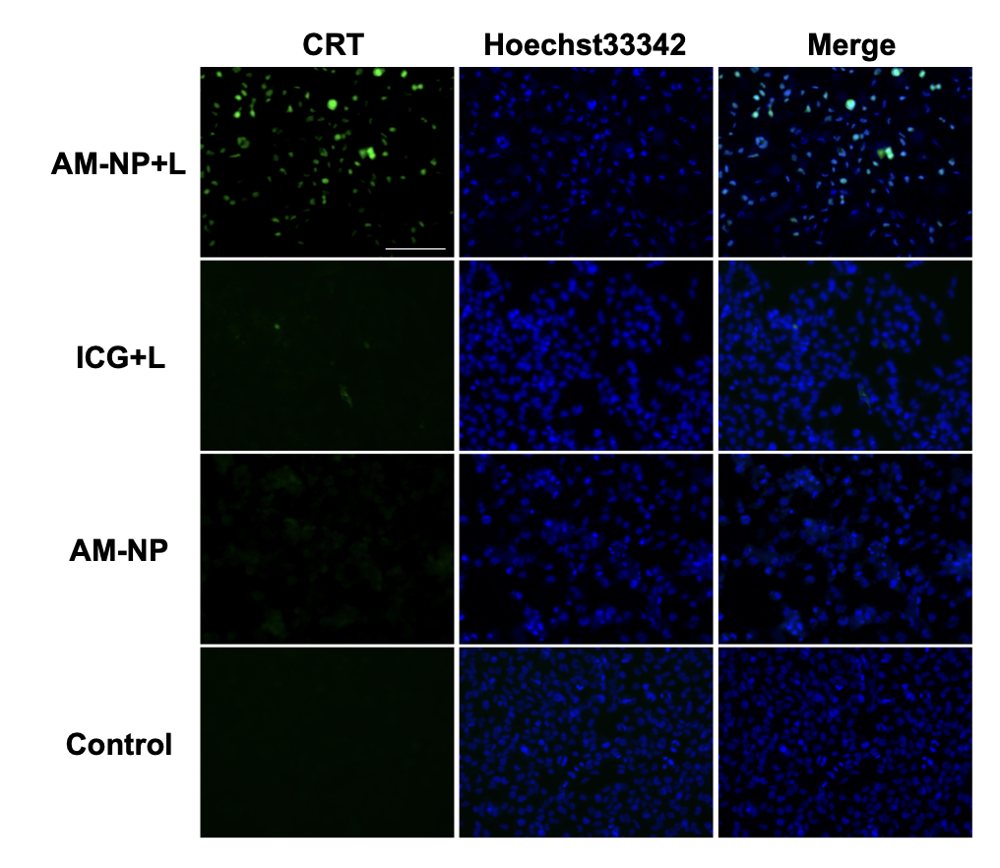 CRT Hoechst33342 Merge
AM-NP+L
ICG+L
AM-NP
Control